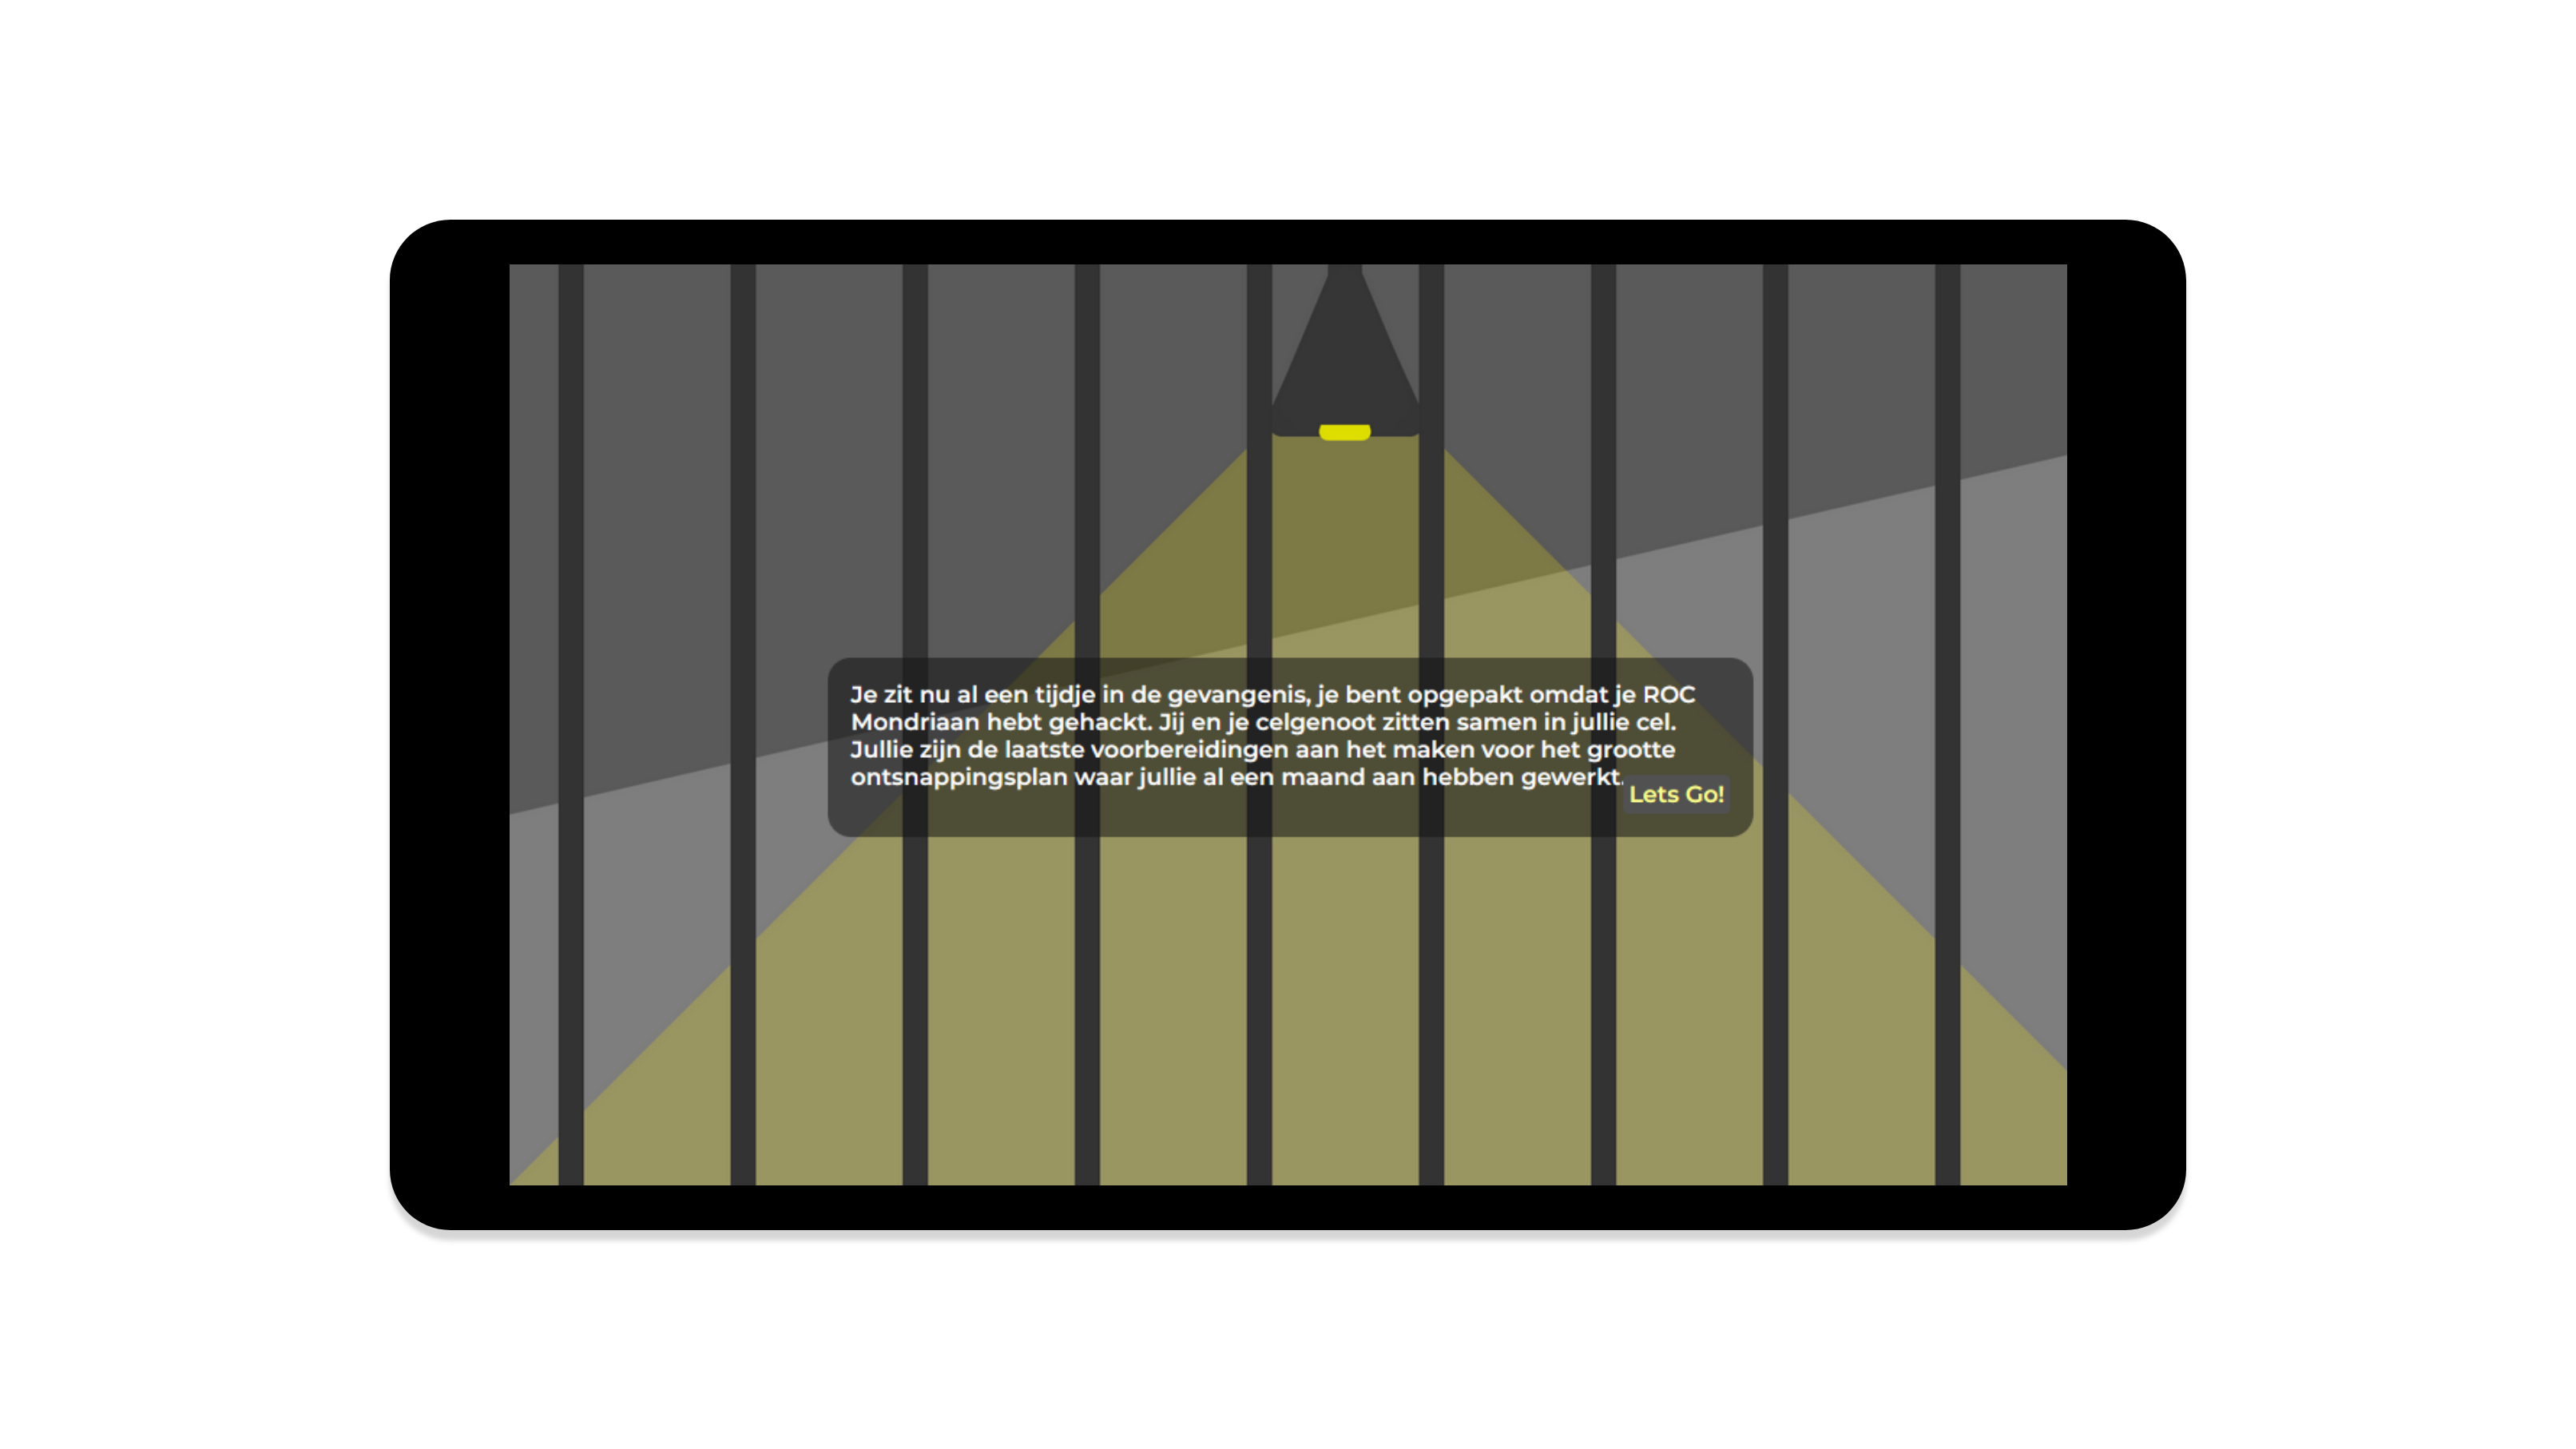 Je zit nu al een tijdje in de gevangenis, je bent opgepakt omdat je ROC
Mondriaan hebt gehackt. Jij en je celgenoot zitten samen in jullie cel.
Jullie zijn de laatste voorbereidingen aan het maken voor het grootte
ontsnappingsplan waar jullie al een maand aan hebben gewerkt.
Lets Go!